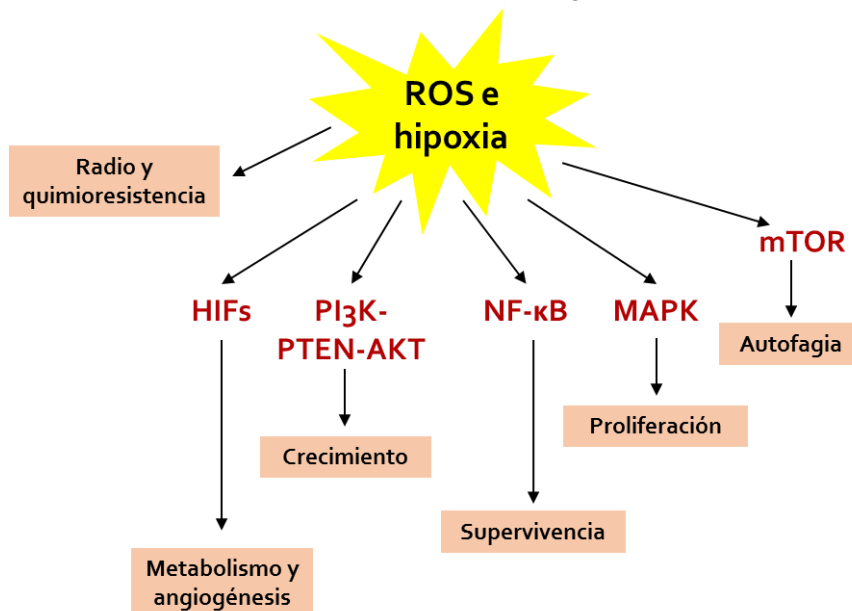 ROS e
hipoxia
Radio y
quimioresistencia
mTOR
HIFs
PI3K-
PTEN-AKT
NF-κB
MAPK
Autofagia
Proliferación
Crecimiento
Supervivencia
Metabolismo y
angiogénesis